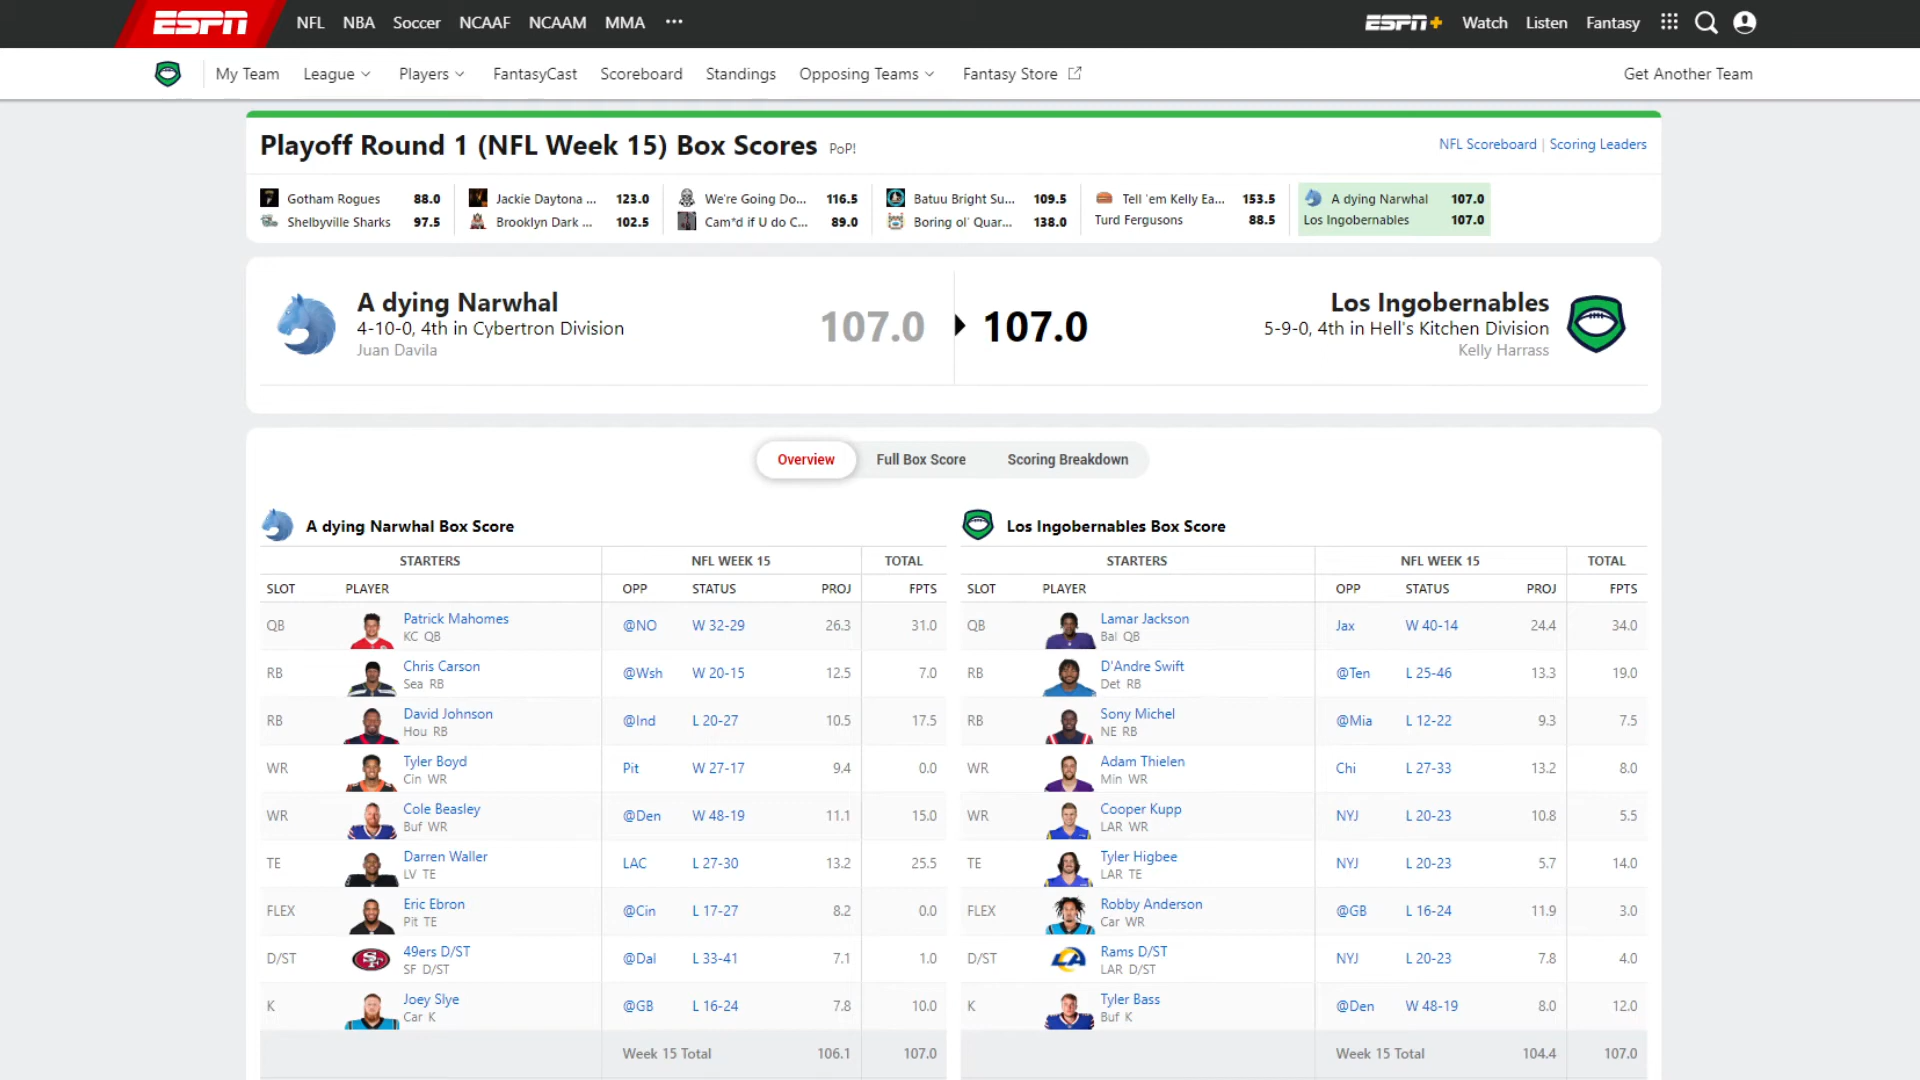 ESPN NFL NBA Soccer NCAAF NCAAM MMA ••• ESPN+ Watch Listen Fantasy
My Team League Players FantasyCast Scoreboard Standings Opposing Teams Fantasy Store Get Another Team
Playoff Round 1 (NFL Week 15) Box Scores PoP! NFL Scoreboard | Scoring Leaders
Gotham Rogues 88.0 Jackie Daytona ... 123.0 We're Going Do... 116.5 Batuu Bright Su... 109.5 Tell 'em Kelly Ea... 153.5 A dying Narwhal 107.0
Shelbyville Sharks 97.5 Brooklyn Dark ... 102.5 Cam*d if U do C... 89.0 Boring ol' Quar... 138.0 Turd Fergusons 88.5 Los Ingobernables 107.0
A dying Narwhal 107.0 107.0 Los Ingobernables
4-10-0, 4th in Cybertron Division 5-9-0, 4th in Hell's Kitchen Division
Juan Davila Kelly Harrass
Overview Full Box Score Scoring Breakdown
A dying Narwhal Box Score
STARTERS NFL WEEK 15 TOTAL
SLOT PLAYER OPP STATUS PROJ FPTS
QB Patrick Mahomes @NO W 32-29 26.3 31.0
KC QB
RB Chris Carson @Wsh W 20-15 12.5 7.0
Sea RB
RB David Johnson @Ind L 20-27 10.5 17.5
Hou RB
WR Tyler Boyd Pit W 27-17 9.4 0.0
Cin WR
WR Cole Beasley @Den W 48-19 11.1 15.0
Buf WR
TE Darren Waller LAC L 27-30 13.2 25.5
LV TE
FLEX Eric Ebron @Cin L 17-27 8.2 0.0
Pit TE
D/ST 49ers D/ST @Dal L 33-41 7.1 1.0
SF D/ST
K Joey Slye @GB L 16-24 7.8 10.0
Car K
Week 15 Total 106.1 107.0
Los Ingobernables Box Score
STARTERS NFL WEEK 15 TOTAL
SLOT PLAYER OPP STATUS PROJ FPTS
QB Lamar Jackson Jax W 40-14 24.4 34.0
Bal QB
RB D'Andre Swift @Ten L 25-46 13.3 19.0
Det RB
RB Sony Michel @Mia L 12-22 9.3 7.5
NE RB
WR Adam Thielen Chi L 27-33 13.2 8.0
Min WR
WR Cooper Kupp NYJ L 20-23 10.8 5.5
LAR WR
TE Tyler Higbee NYJ L 20-23 5.7 14.0
LAR TE
FLEX Robby Anderson @GB L 16-24 11.9 3.0
Car WR
D/ST Rams D/ST NYJ L 20-23 7.8 4.0
LAR D/ST
K Tyler Bass @Den W 48-19 8.0 12.0
Buf K
Week 15 Total 104.4 107.0